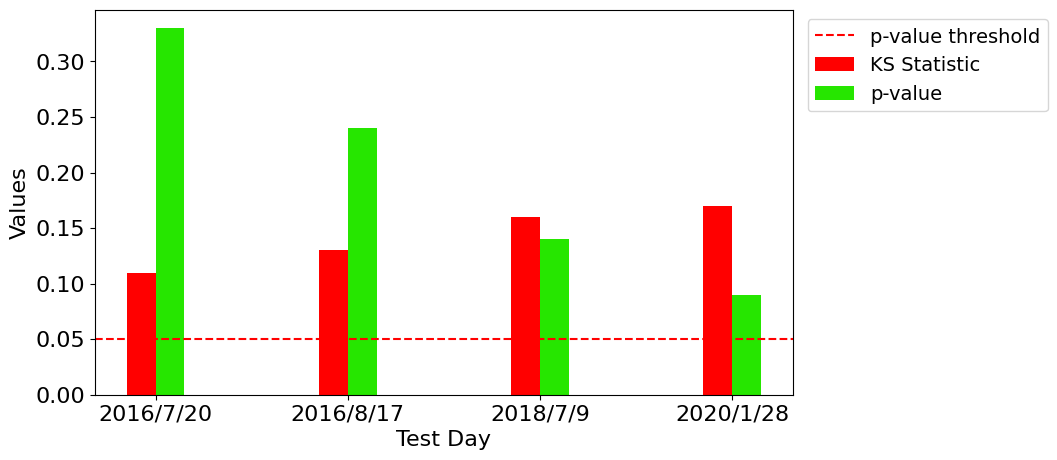 0.30
0.25
0.20
0.15
0.10
0.05
0.00
Values
2016/7/20
2016/8/17
2018/7/9
2020/1/28
Test Day
p-value threshold
KS Statistic
p-value